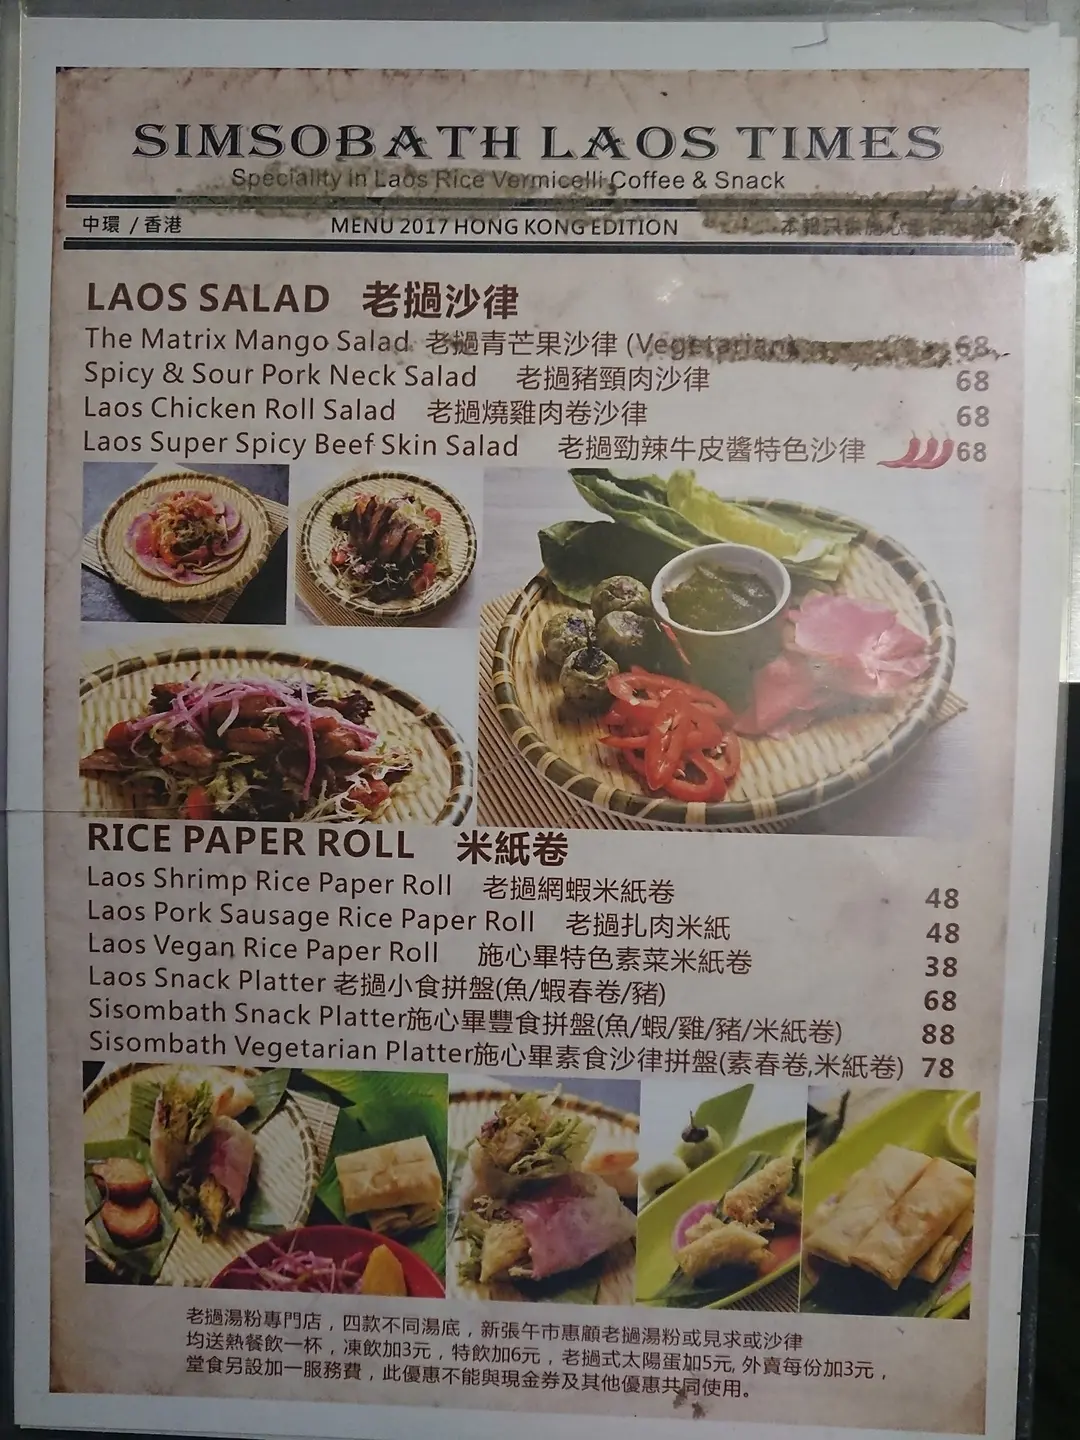 SIMSOBATH LAOS TIMES
Speciality in Laos Rice Vermicelli Coffee & Snack
中環 / 香港 MENU 2017 HONG KONG EDITION 本報只供施心
LAOS SALAD 老撾沙律
The Matrix Mango Salad 老撾青芒果沙律 (Vegetarian) 68
Spicy & Sour Pork Neck Salad 老撾豬頸肉沙律 68
Laos Chicken Roll Salad 老撾燒雞肉卷沙律 68
Laos Super Spicy Beef Skin Salad 老撾勁辣牛皮醬特色沙律 68
RICE PAPER ROLL 米紙卷
Laos Shrimp Rice Paper Roll 老撾網蝦米紙卷 48
Laos Pork Sausage Rice Paper Roll 老撾扎肉米紙 48
Laos Vegan Rice Paper Roll 施心畢特色素菜米紙卷 38
Laos Snack Platter 老撾小食拼盤(魚/蝦春卷/豬) 68
Sisombath Snack Platter施心畢豐食拼盤(魚/蝦/雞/豬/米紙卷) 88
Sisombath Vegetarian Platter施心畢素食沙律拼盤(素春卷,米紙卷) 78
老撾湯粉專門店，四款不同湯底，新張午市惠顧老撾湯粉或見求或沙律
均送熱餐飲一杯，凍飲加3元，特飲加6元，老撾式太陽蛋加5元, 外賣每份加3元，
堂食另設加一服務費，此優惠不能與現金券及其他優惠共同使用。